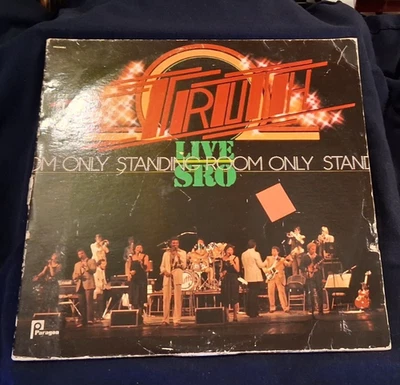 TRUTH
LIVE
OM ONLY STANDING ROOM ONLY STAND
SRO
Paragon